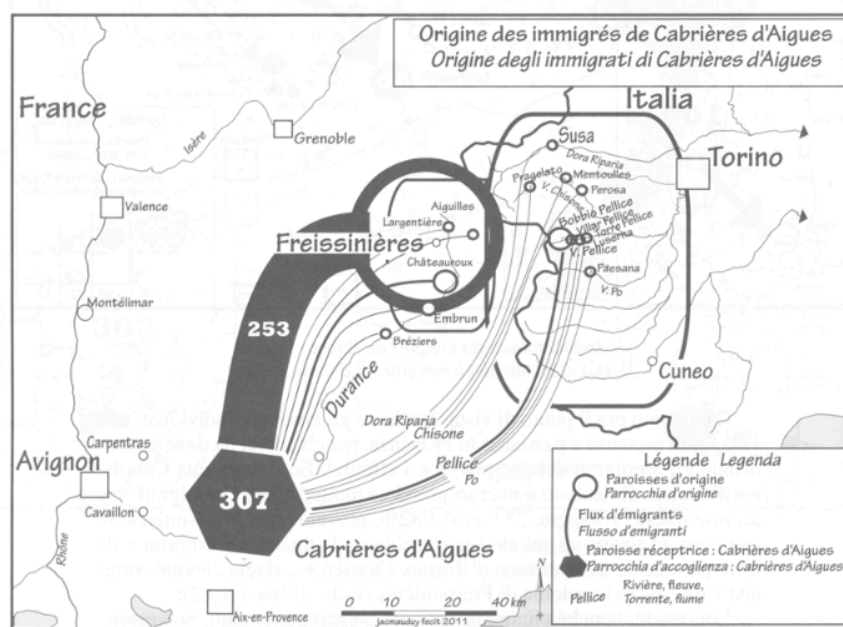 Origine des immigrés de Cabrières d'Aigues
Origine degli immigrati di Cabrières d'Aigues
France
Italia
Isère
Grenoble
Susa
Dora Riparia
Torino
Pragelato
Mentoulles
V. Chisone
Perosa
Valence
Aiguilles
Largentière
Bobbio Pellice
Villar Pellice
Torre Pellice
Luserna
V. Pellice
Freissinières
Châteauroux
Paesana
V. Po
Montélimar
253
Embrun
Bréziers
Durance
Cuneo
Dora Riparia
Chisone
Carpentras
Pellice
Po
Avignon
307
Cavaillon
Rhône
Cabrières d'Aigues
Aix-en-Provence
0 10 20 40 km
Jacmauduy fecit 2011
N
Légende Legenda
Paroisses d'origine
Parrocchia d'origine
Flux d'émigrants
Flusso d'emigranti
Paroisse réceptrice : Cabrières d'Aigues
Parrocchia d'accoglienza : Cabrières d'Aigues
Pellice
Rivière, fleuve,
Torrente, fiume